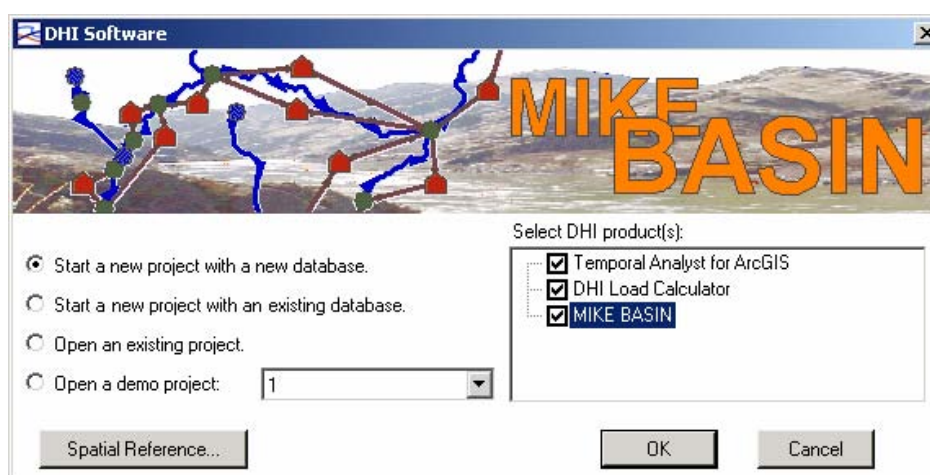 DHI Software
MIKE
BASIN
Select DHI product(s):
Start a new project with a new database.
Start a new project with an existing database.
Open an existing project.
Open a demo project:
1
Temporal Analyst for ArcGIS
DHI Load Calculator
MIKE BASIN
Spatial Reference...
OK
Cancel